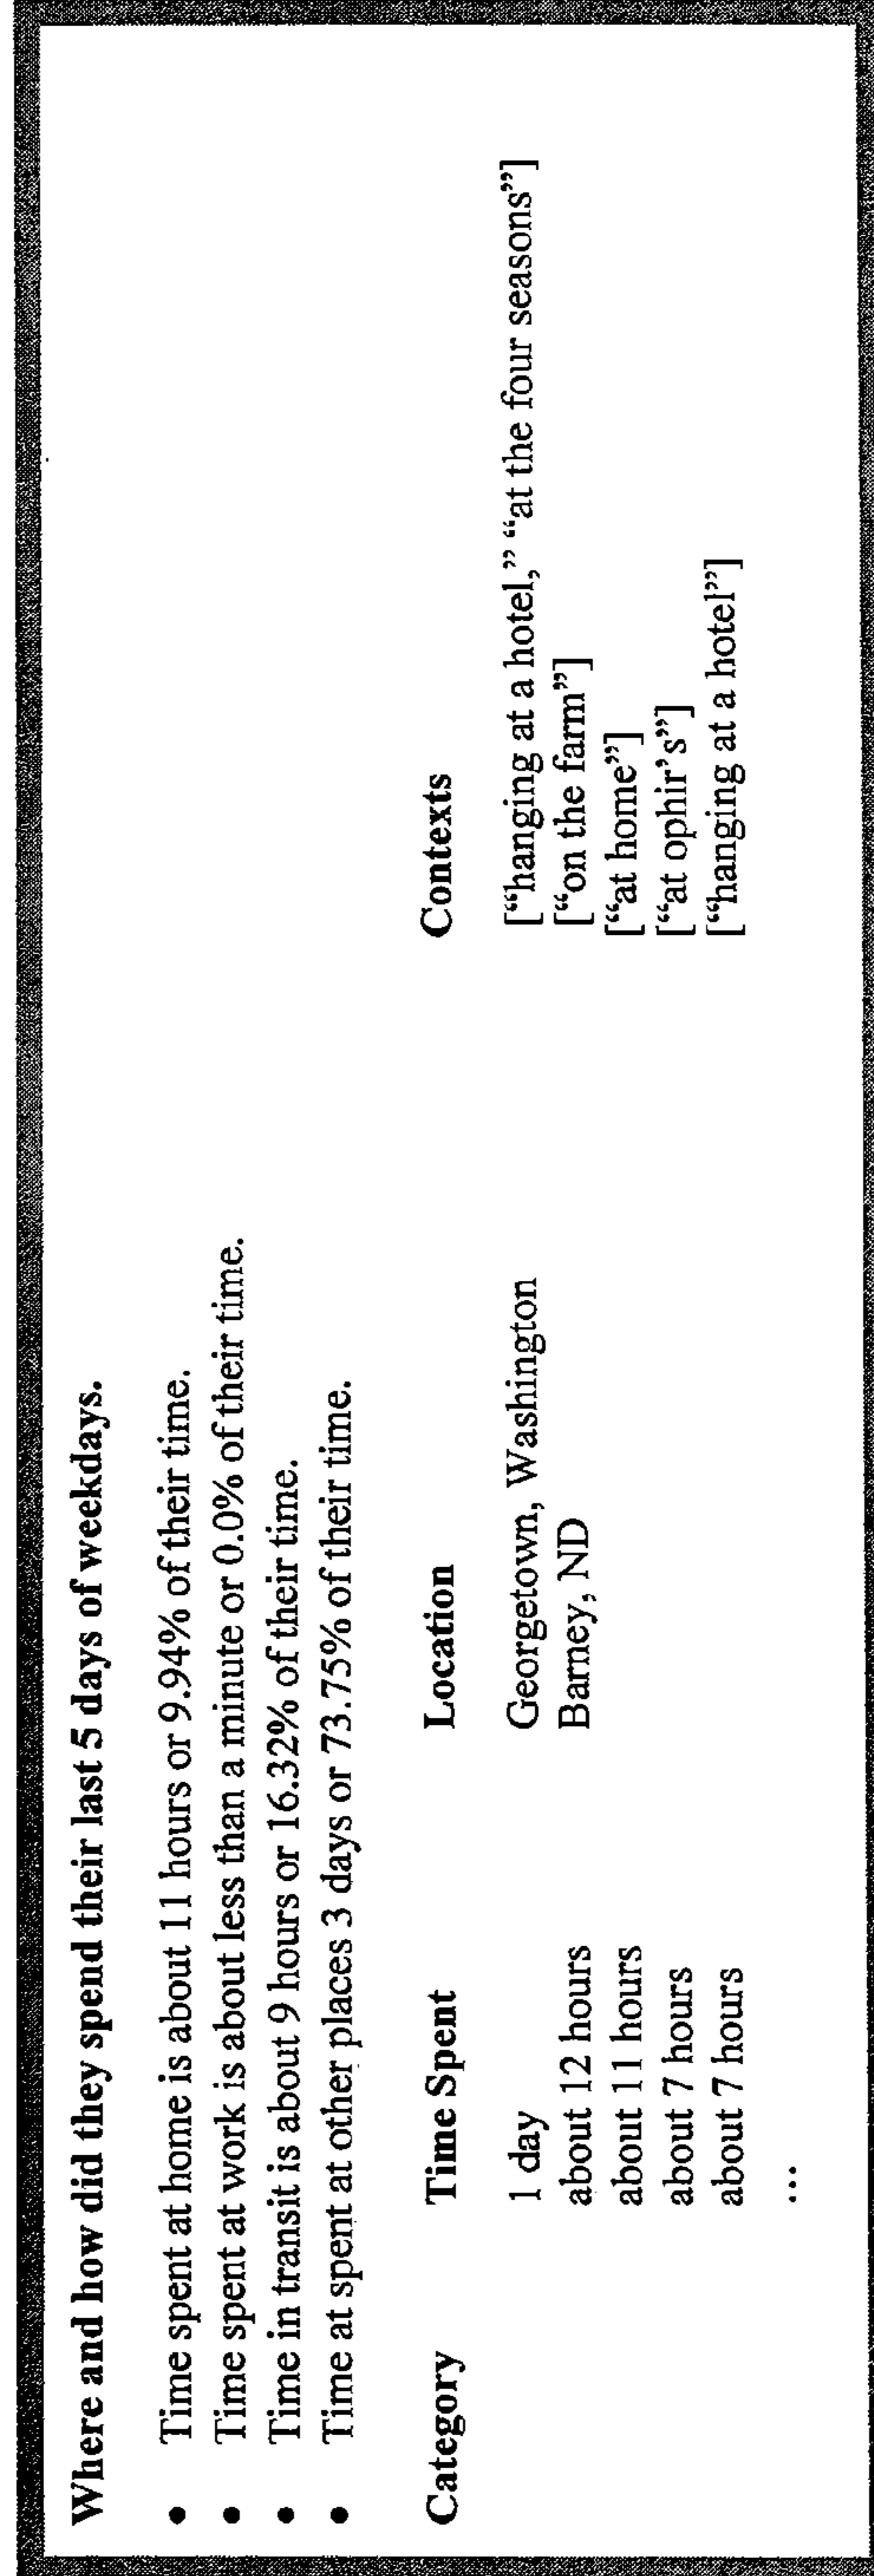 Where and how did they spend their last 5 days of weekdays.
• Time spent at home is about 11 hours or 9.94% of their time.
• Time spent at work is about less than a minute or 0.0% of their time.
• Time in transit is about 9 hours or 16.32% of their time.
• Time at spent at other places 3 days or 73.75% of their time.
Category Time Spent Location Contexts
1 day Georgetown, Washington [“hanging at a hotel,” “at the four seasons”]
about 12 hours Barney, ND [“on the farm”]
about 11 hours [“at home”]
about 7 hours [“at ophir’s”]
about 7 hours [“hanging at a hotel”]
...